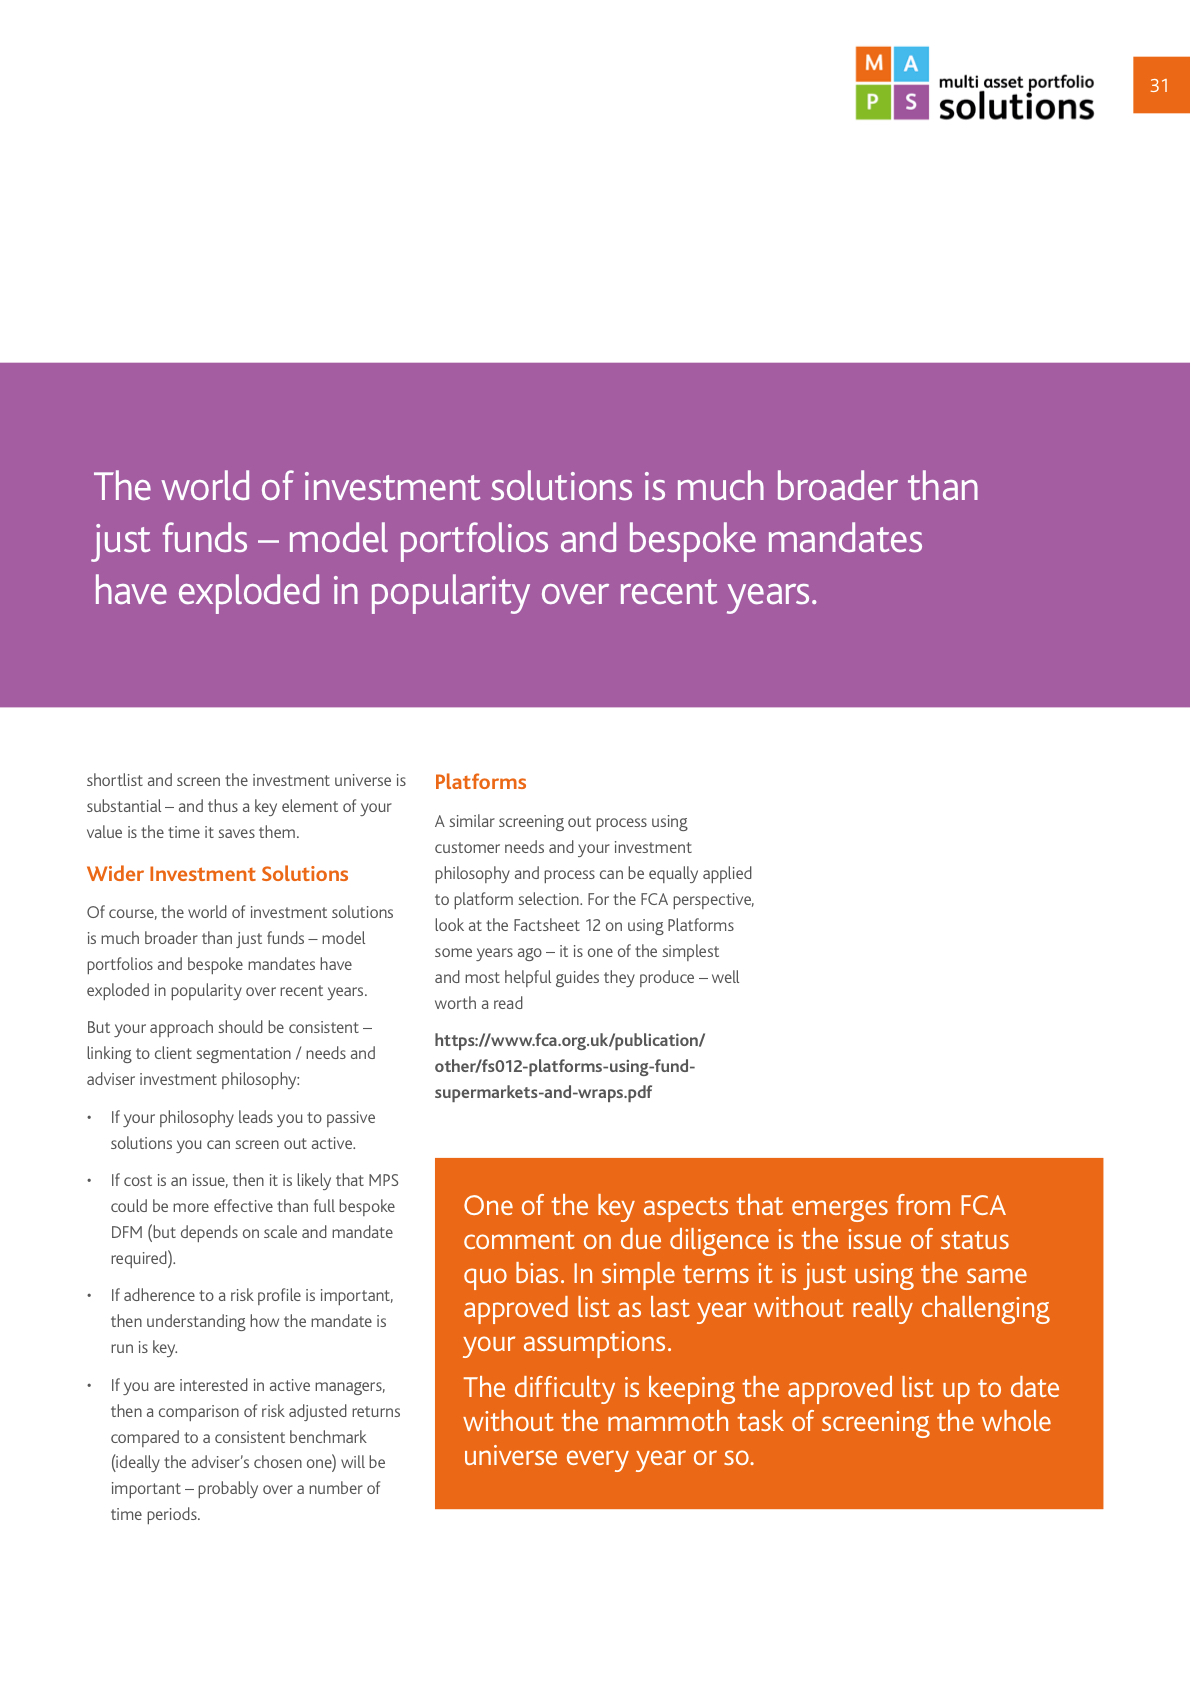 M A
P S
multi asset portfolio
solutions
31
The world of investment solutions is much broader than
just funds – model portfolios and bespoke mandates
have exploded in popularity over recent years.
shortlist and screen the investment universe is
substantial – and thus a key element of your
value is the time it saves them.
Wider Investment Solutions
Of course, the world of investment solutions
is much broader than just funds – model
portfolios and bespoke mandates have
exploded in popularity over recent years.
But your approach should be consistent –
linking to client segmentation / needs and
adviser investment philosophy:
• If your philosophy leads you to passive
solutions you can screen out active.
• If cost is an issue, then it is likely that MPS
could be more effective than full bespoke
DFM (but depends on scale and mandate
required).
• If adherence to a risk profile is important,
then understanding how the mandate is
run is key.
• If you are interested in active managers,
then a comparison of risk adjusted returns
compared to a consistent benchmark
(ideally the adviser's chosen one) will be
important – probably over a number of
time periods.
Platforms
A similar screening out process using
customer needs and your investment
philosophy and process can be equally applied
to platform selection. For the FCA perspective,
look at the Factsheet 12 on using Platforms
some years ago – it is one of the simplest
and most helpful guides they produce – well
worth a read
https://www.fca.org.uk/publication/
other/fs012-platforms-using-fund-
supermarkets-and-wraps.pdf
One of the key aspects that emerges from FCA
comment on due diligence is the issue of status
quo bias. In simple terms it is just using the same
approved list as last year without really challenging
your assumptions.
The difficulty is keeping the approved list up to date
without the mammoth task of screening the whole
universe every year or so.